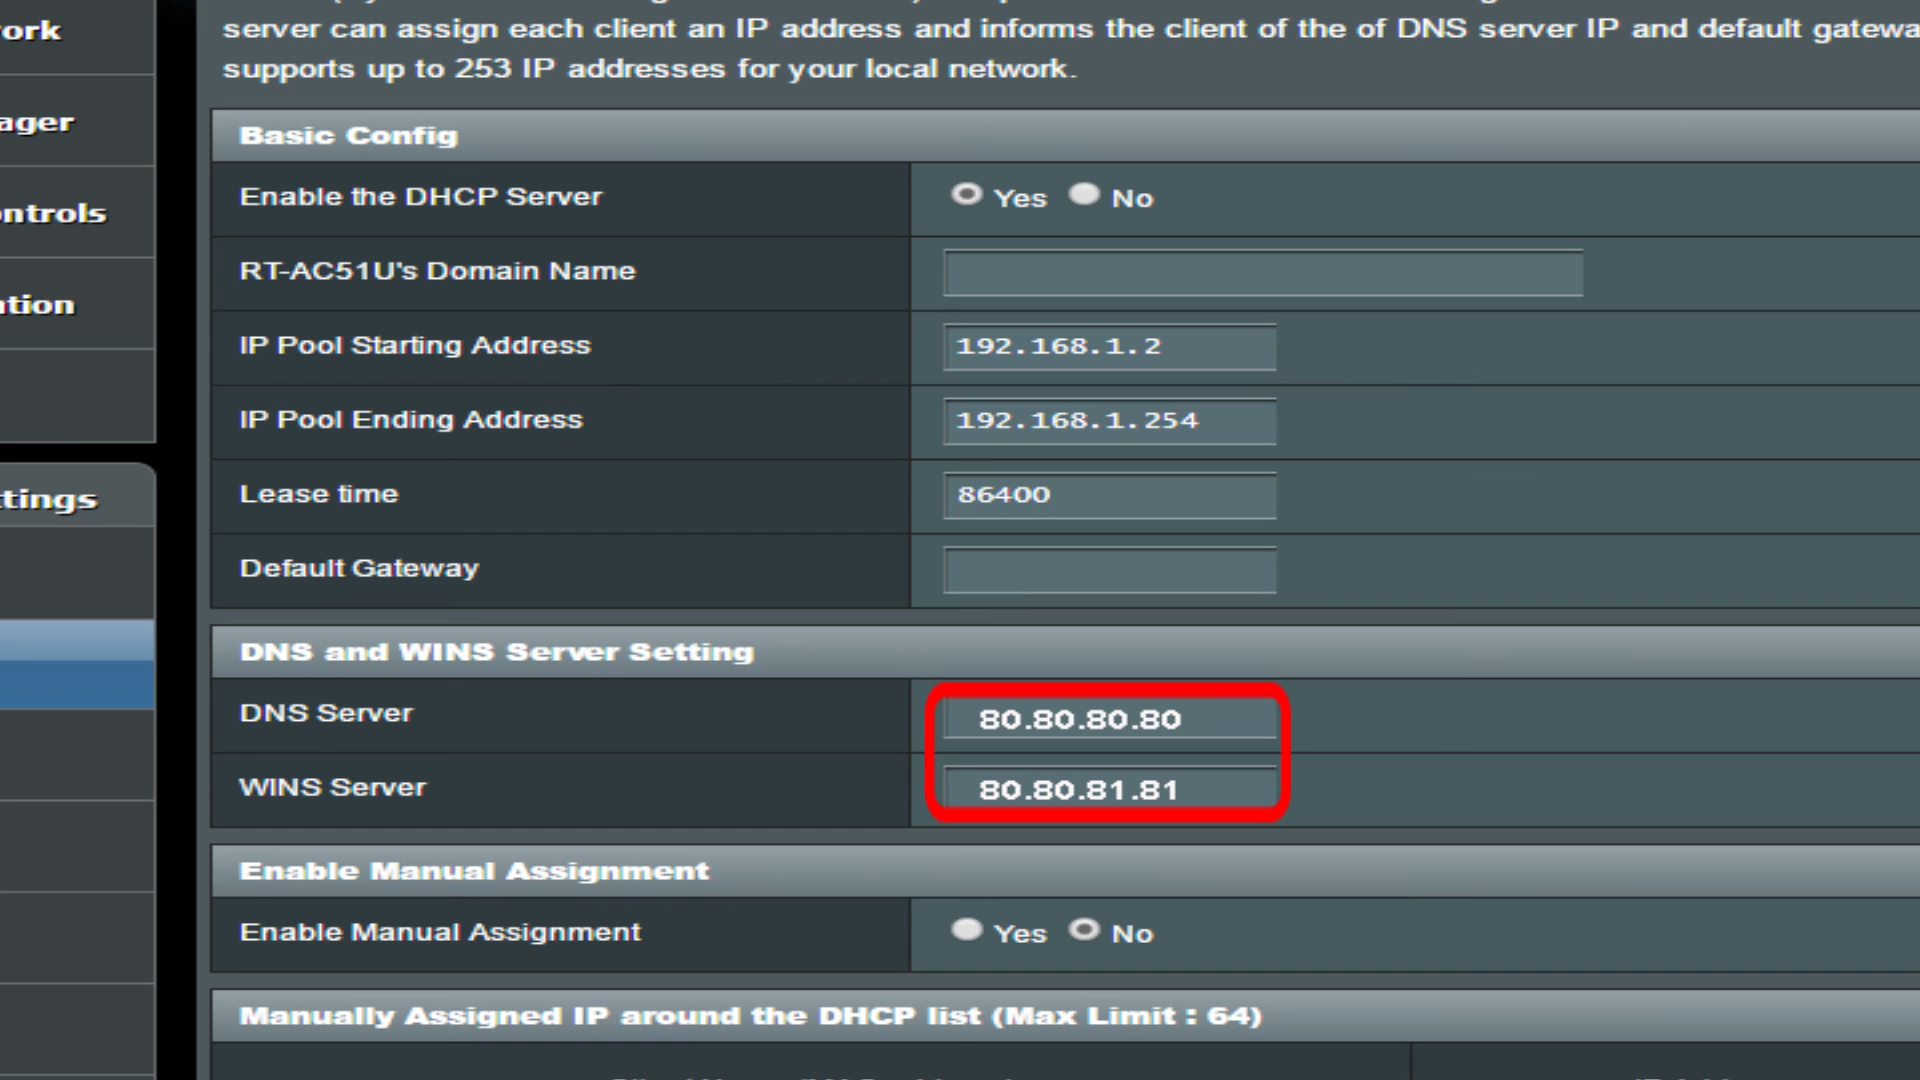 ork
server can assign each client an IP address and informs the client of the of DNS server IP and default gatewa
supports up to 253 IP addresses for your local network.
ager
Basic Config
Enable the DHCP Server Yes No
ontrols
RT-AC51U's Domain Name
ation
IP Pool Starting Address 192.168.1.2
IP Pool Ending Address 192.168.1.254
ttings
Lease time 86400
Default Gateway
DNS and WINS Server Setting
DNS Server 80.80.80.80
WINS Server 80.80.81.81
Enable Manual Assignment
Enable Manual Assignment Yes No
Manually Assigned IP around the DHCP list (Max Limit : 64)